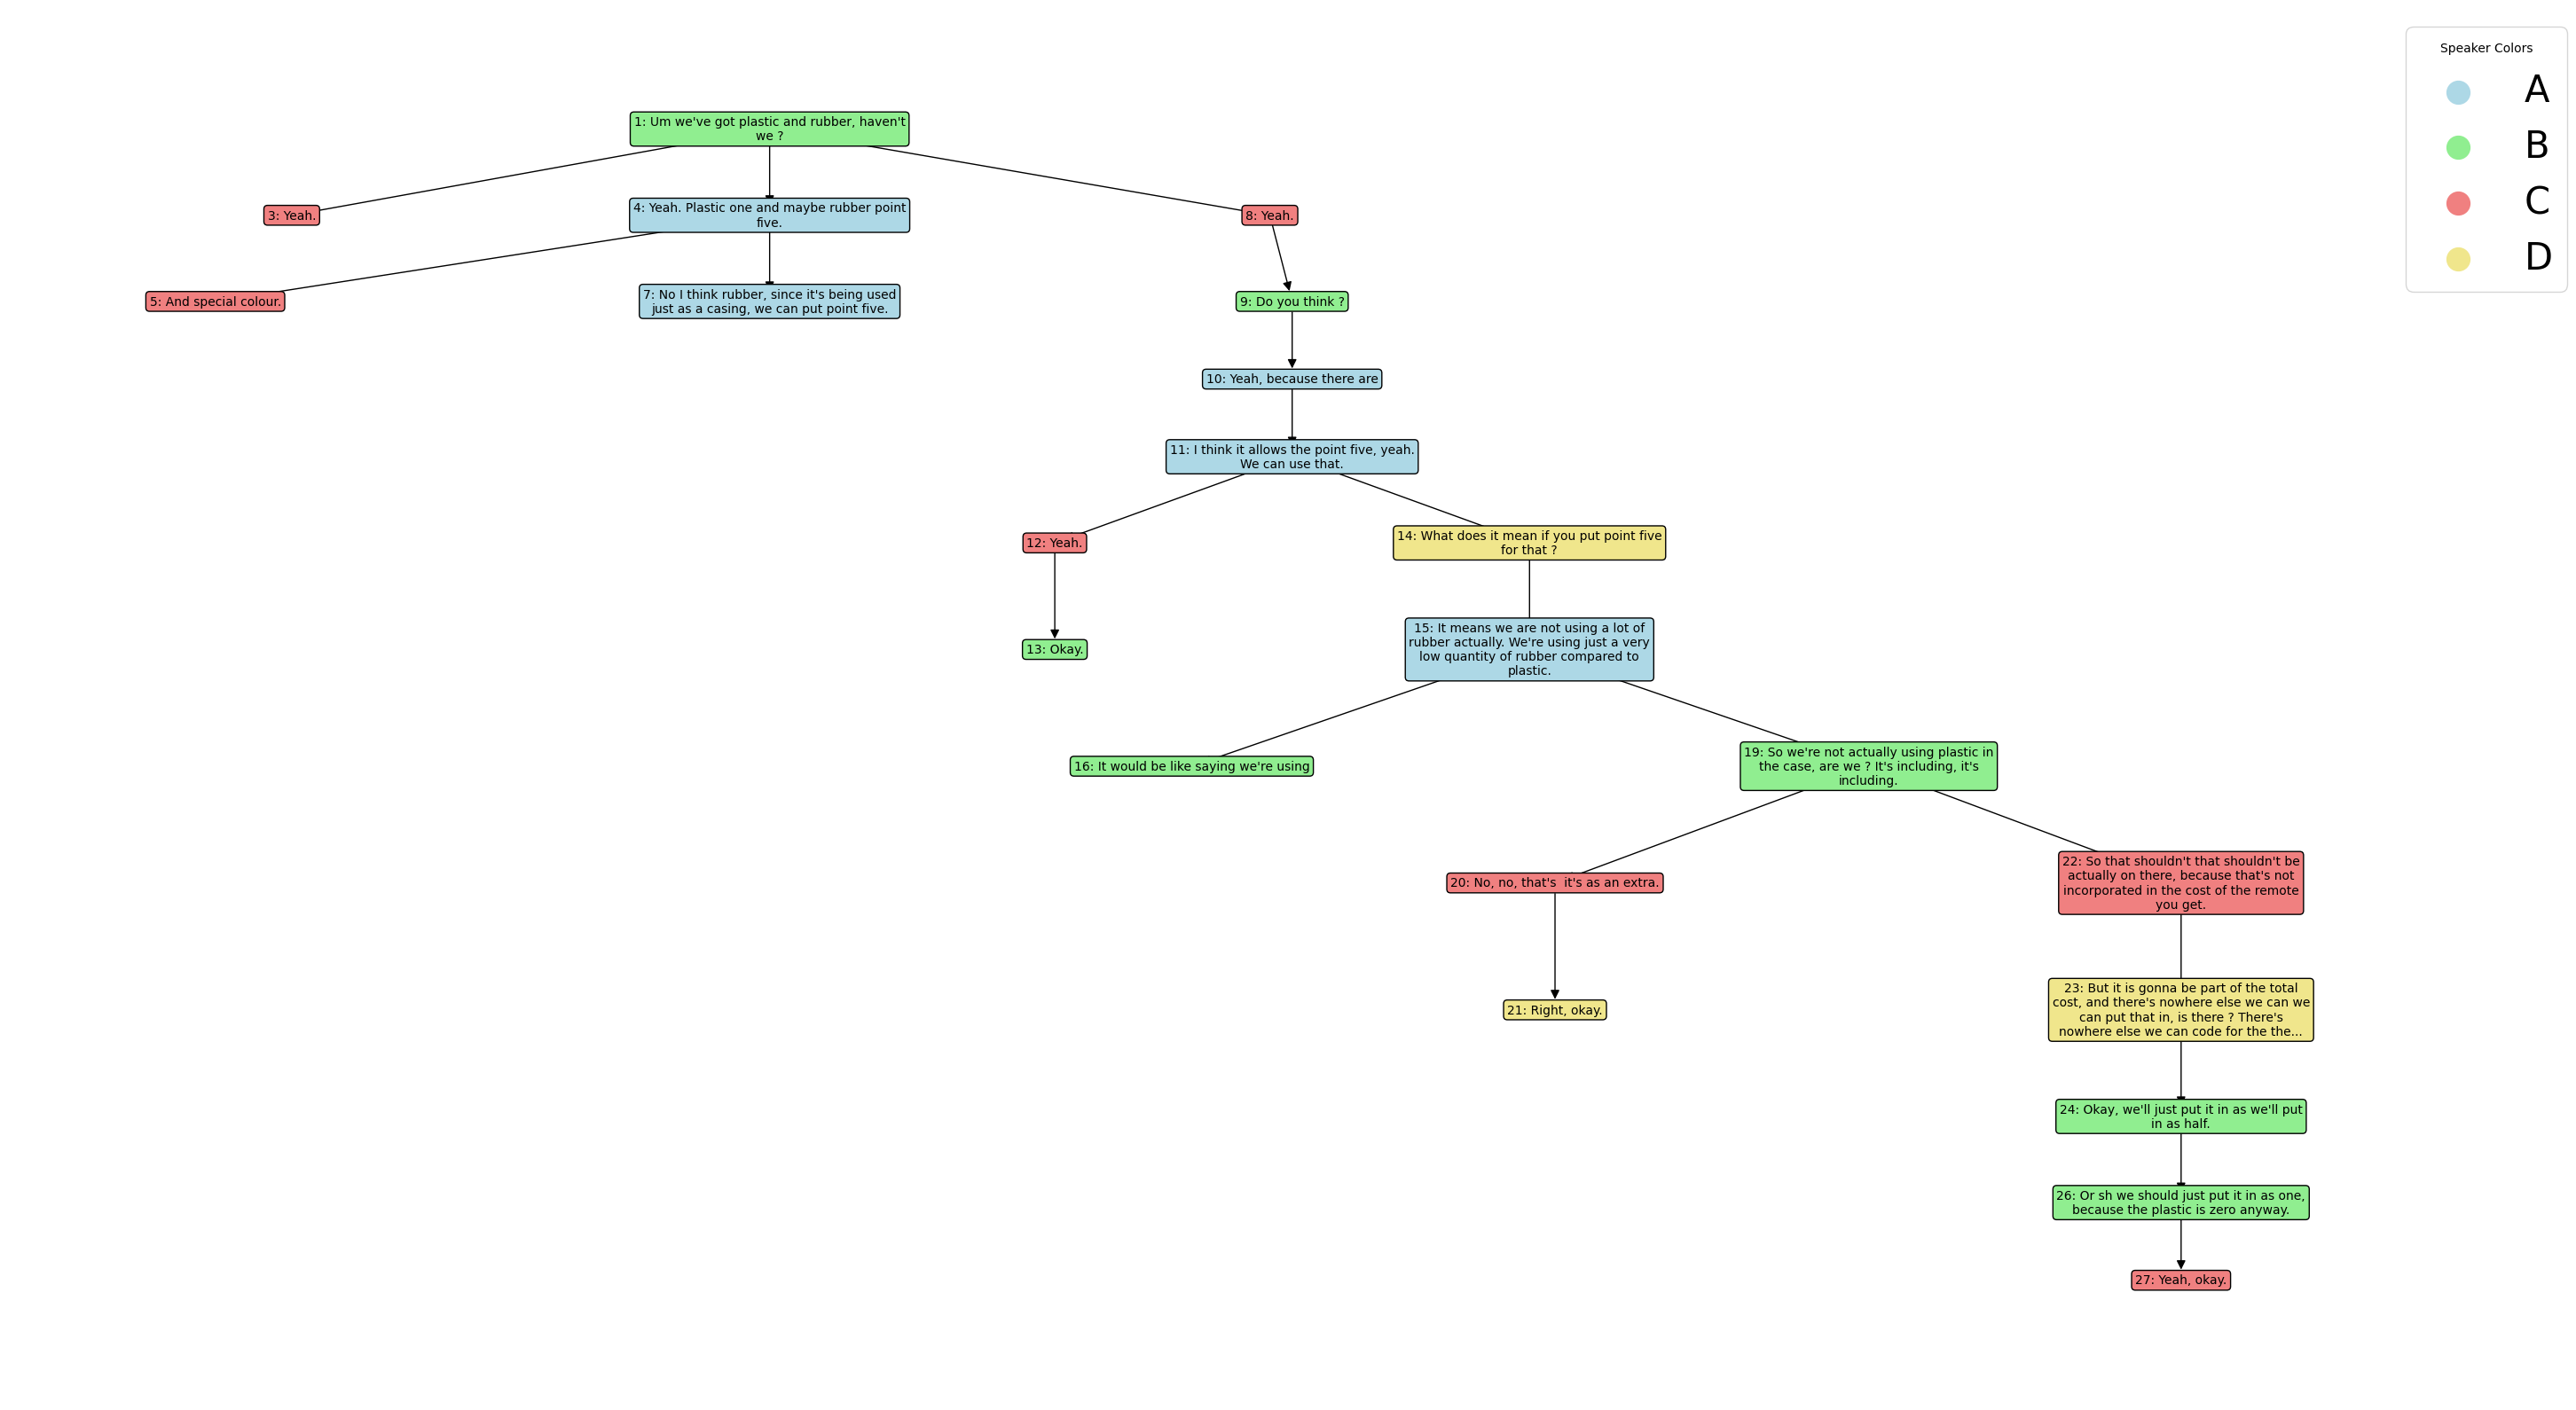 Speaker Colors
A
B
C
D
1: Um we've got plastic and rubber, haven't
we ?
3: Yeah.
4: Yeah. Plastic one and maybe rubber point
five.
8: Yeah.
5: And special colour.
7: No I think rubber, since it's being used
just as a casing, we can put point five.
9: Do you think ?
10: Yeah, because there are
11: I think it allows the point five, yeah.
We can use that.
12: Yeah.
14: What does it mean if you put point five
for that ?
13: Okay.
15: It means we are not using a lot of
rubber actually. We're using just a very
low quantity of rubber compared to
plastic.
16: It would be like saying we're using
19: So we're not actually using plastic in
the case, are we ? It's including, it's
including.
20: No, no, that's  it's as an extra.
22: So that shouldn't that shouldn't be
actually on there, because that's not
incorporated in the cost of the remote
you get.
21: Right, okay.
23: But it is gonna be part of the total
cost, and there's nowhere else we can we
can put that in, is there ? There's
nowhere else we can code for the the...
24: Okay, we'll just put it in as we'll put
in as half.
26: Or sh we should just put it in as one,
because the plastic is zero anyway.
27: Yeah, okay.